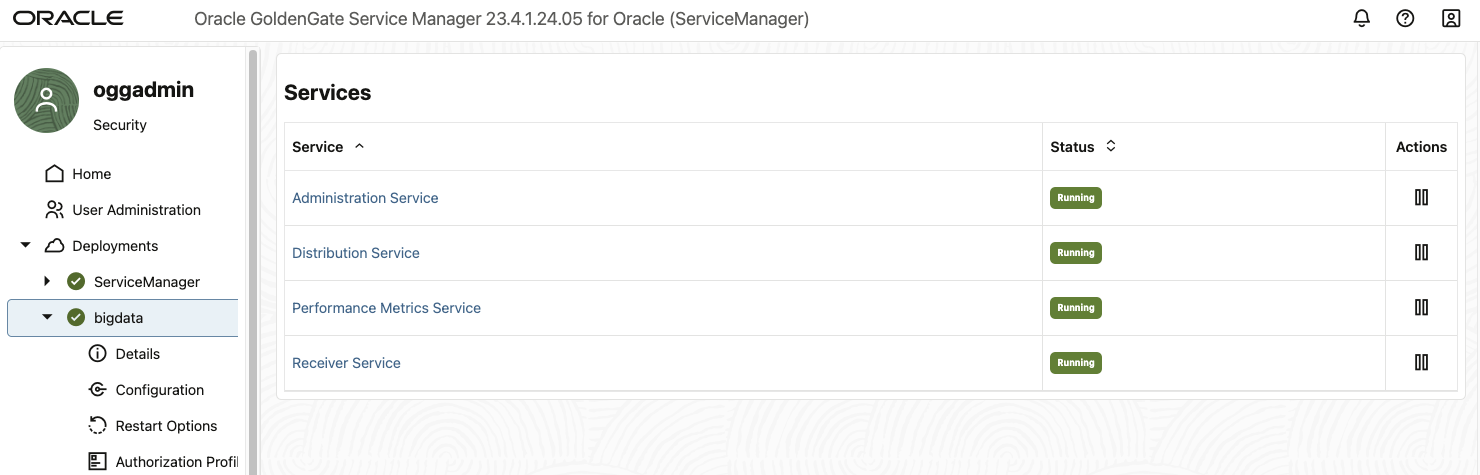 ORACLE Oracle GoldenGate Service Manager 23.4.1.24.05 for Oracle (ServiceManager)
oggadmin
Security
Home
User Administration
Deployments
ServiceManager
bigdata
Details
Configuration
Restart Options
Authorization Profi
Services
Service Status Actions
Administration Service Running
Distribution Service Running
Performance Metrics Service Running
Receiver Service Running